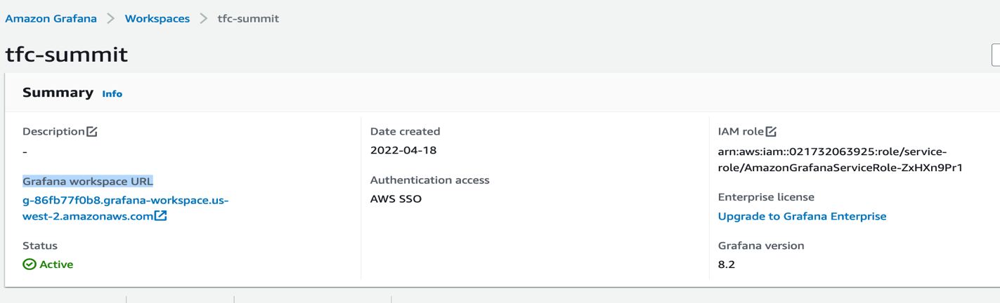 Amazon Grafana > Workspaces > tfc-summit
tfc-summit
Summary Info
Description
-
Grafana workspace URL
g-86fb77f0b8.grafana-workspace.us-
west-2.amazonaws.com
Status
Active
Date created
2022-04-18
Authentication access
AWS SSO
IAM role
arn:aws:iam::021732063925:role/service-
role/AmazonGrafanaServiceRole-ZxHXn9Pr1
Enterprise license
Upgrade to Grafana Enterprise
Grafana version
8.2